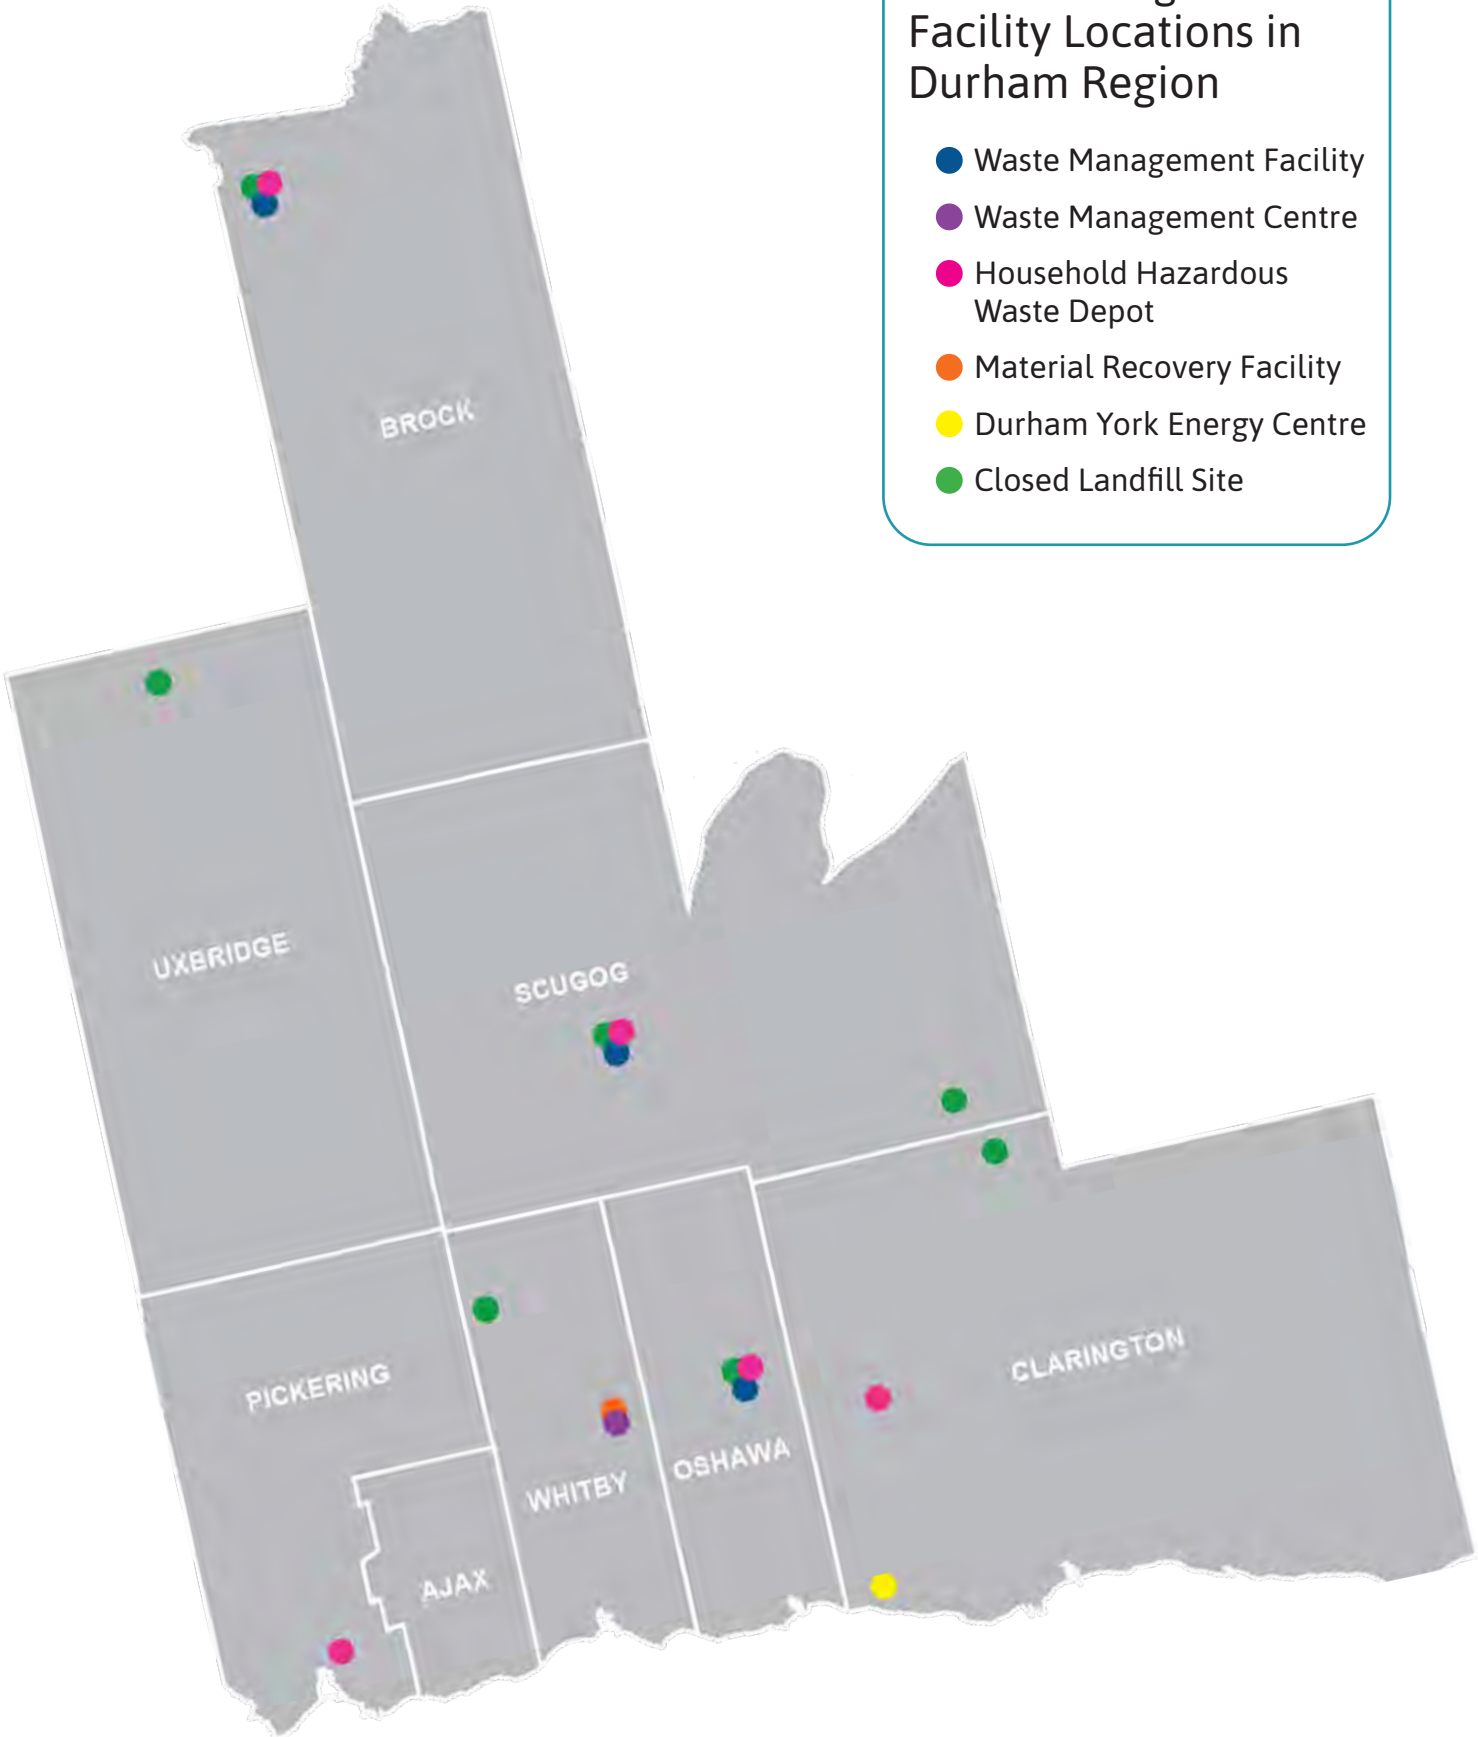 Facility Locations in
Durham Region
Waste Management Facility
Waste Management Centre
Household Hazardous
Waste Depot
Material Recovery Facility
Durham York Energy Centre
Closed Landfill Site
BROCK
UXBRIDGE
SCUGOG
CLARINGTON
PICKERING
OSHAWA
WHITBY
AJAX